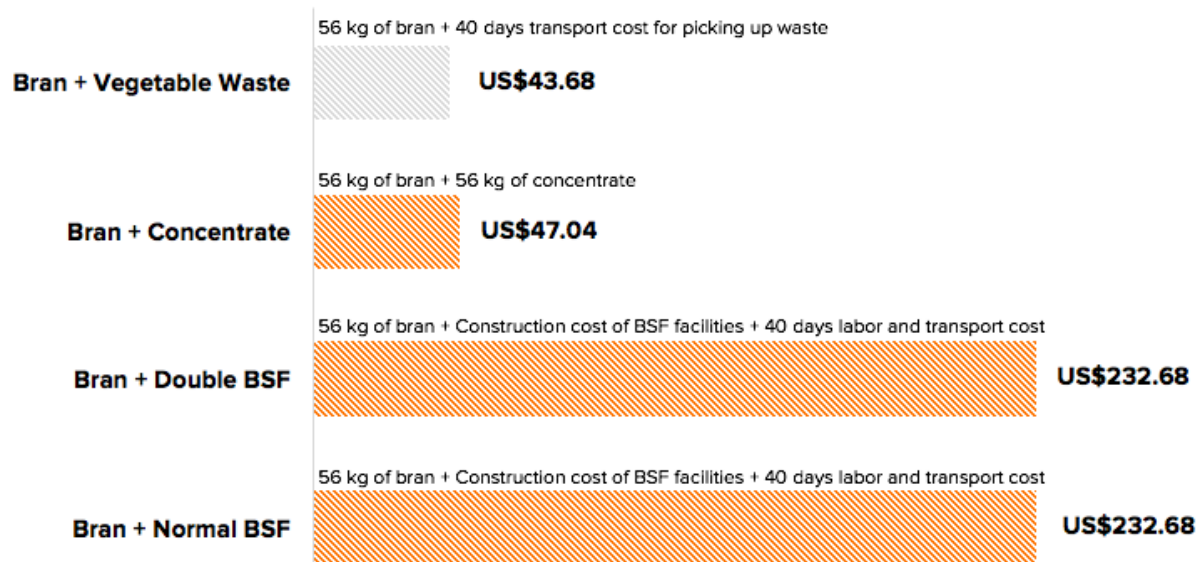 56 kg of bran + 40 days transport cost for picking up waste
Bran + Vegetable Waste
US$43.68
56 kg of bran + 56 kg of concentrate
Bran + Concentrate
US$47.04
56 kg of bran + Construction cost of BSF facilities + 40 days labor and transport cost
Bran + Double BSF
US$232.68
56 kg of bran + Construction cost of BSF facilities + 40 days labor and transport cost
Bran + Normal BSF
US$232.68